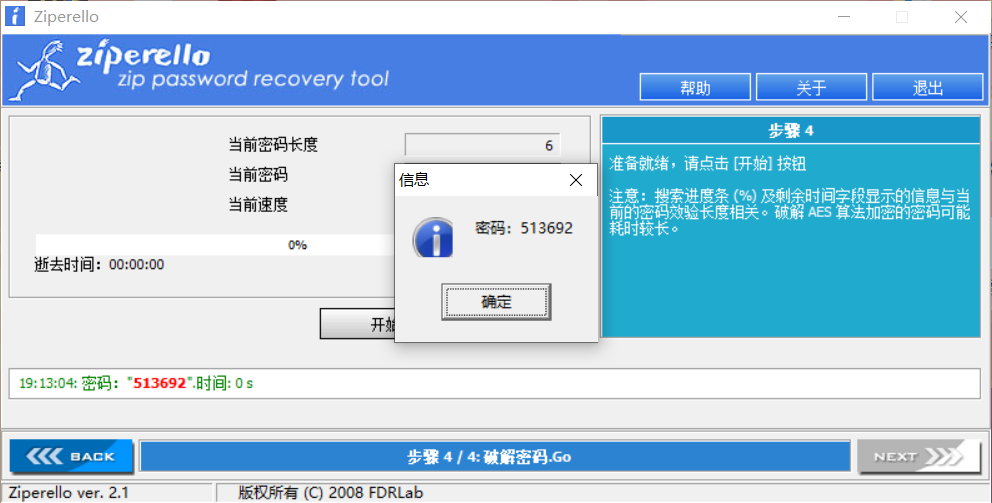 Ziperello
ziperello
zip password recovery tool
帮助
关于
退出
当前密码长度
6
当前密码
当前速度
0%
逝去时间：00:00:00
开始
信息
密码：513692
确定
步骤 4
准备就绪，请点击 [开始] 按钮
注意：搜索进度条 (%) 及剩余时间字段显示的信息与当
前的密码效验长度相关。破解 AES 算法加密的密码可能
耗时较长。
19:13:04: 密码："513692".时间: 0 s
BACK
步骤 4 / 4: 破解密码.Go
NEXT
Ziperello ver. 2.1
版权所有 (C) 2008 FDRLab